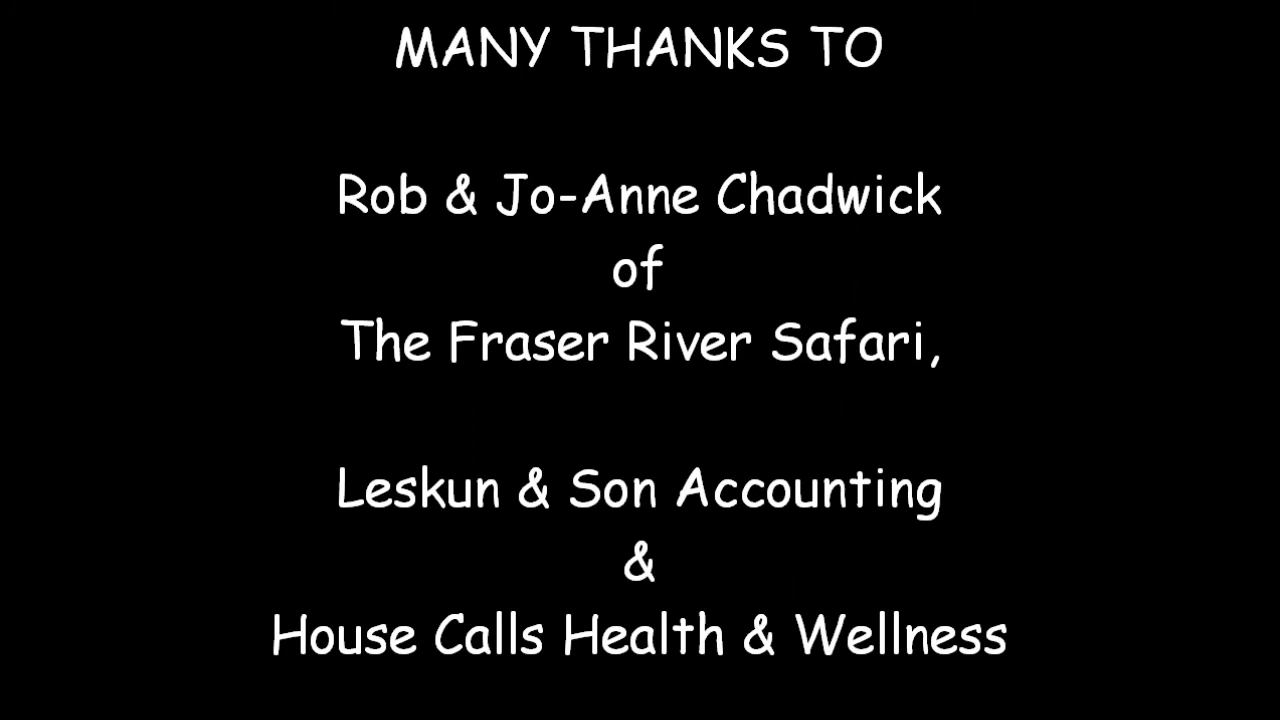 MANY THANKS TO
Rob & Jo-Anne Chadwick
of
The Fraser River Safari,
Leskun & Son Accounting
&
House Calls Health & Wellness